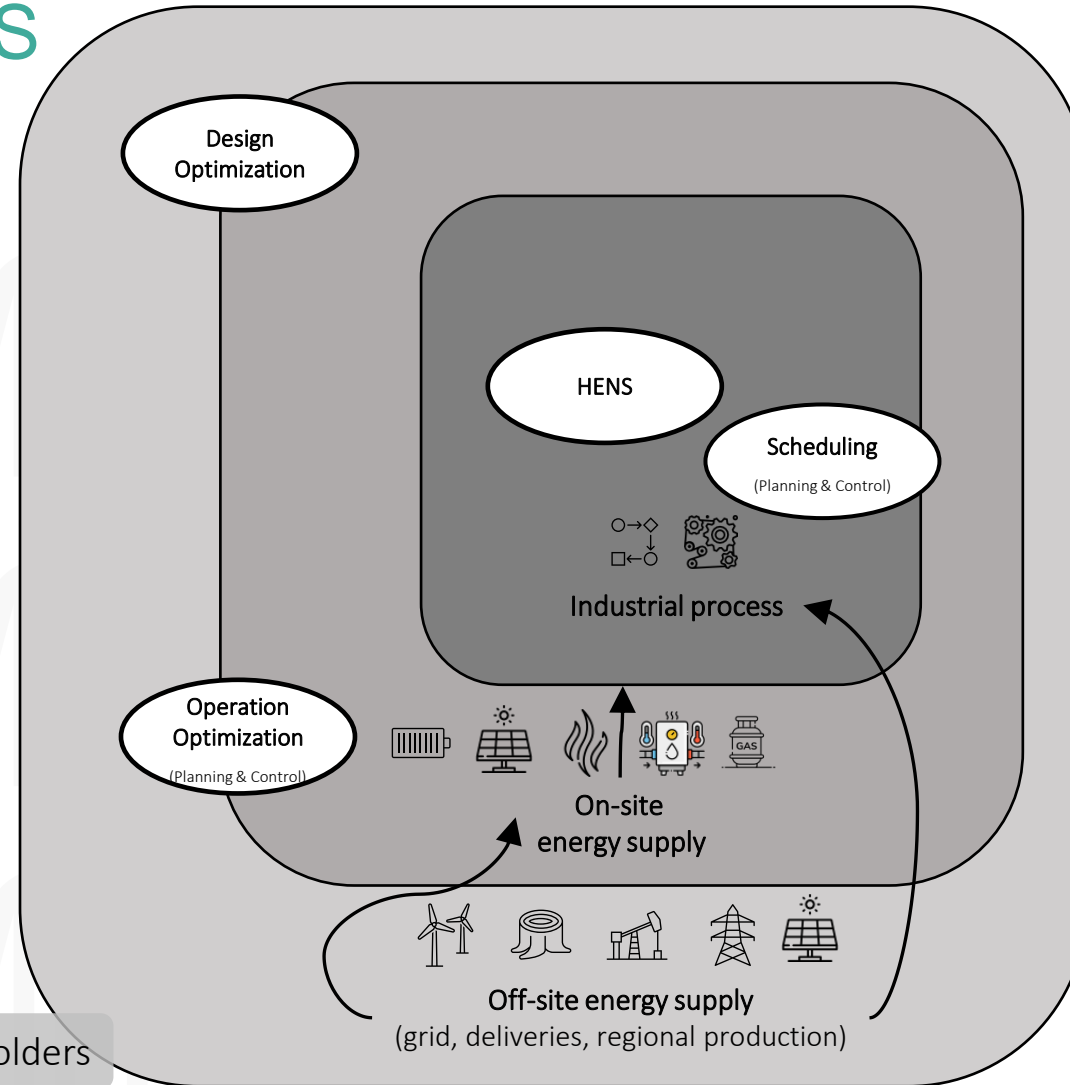 S
Design
Optimization
HENS
Scheduling
(Planning & Control)
Industrial process
Operation
Optimization
(Planning & Control)
GAS
On-site
energy supply
Off-site energy supply
(grid, deliveries, regional production)
olders